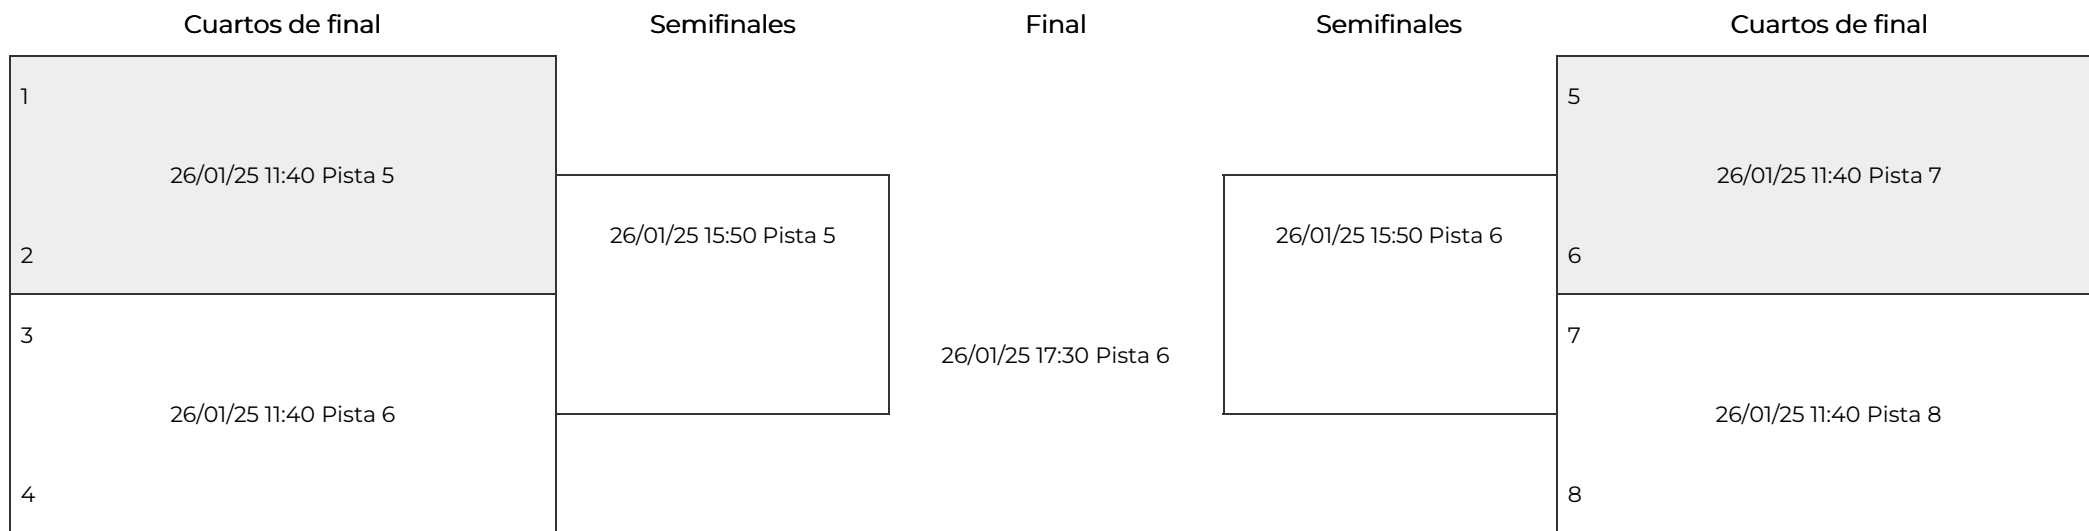 Cuartos de final
Semifinales
Final
Semifinales
Cuartos de final
1
26/01/25 11:40 Pista 5
2
3
26/01/25 11:40 Pista 6
4
26/01/25 15:50 Pista 5
26/01/25 17:30 Pista 6
26/01/25 15:50 Pista 6
5
26/01/25 11:40 Pista 7
6
7
26/01/25 11:40 Pista 8
8